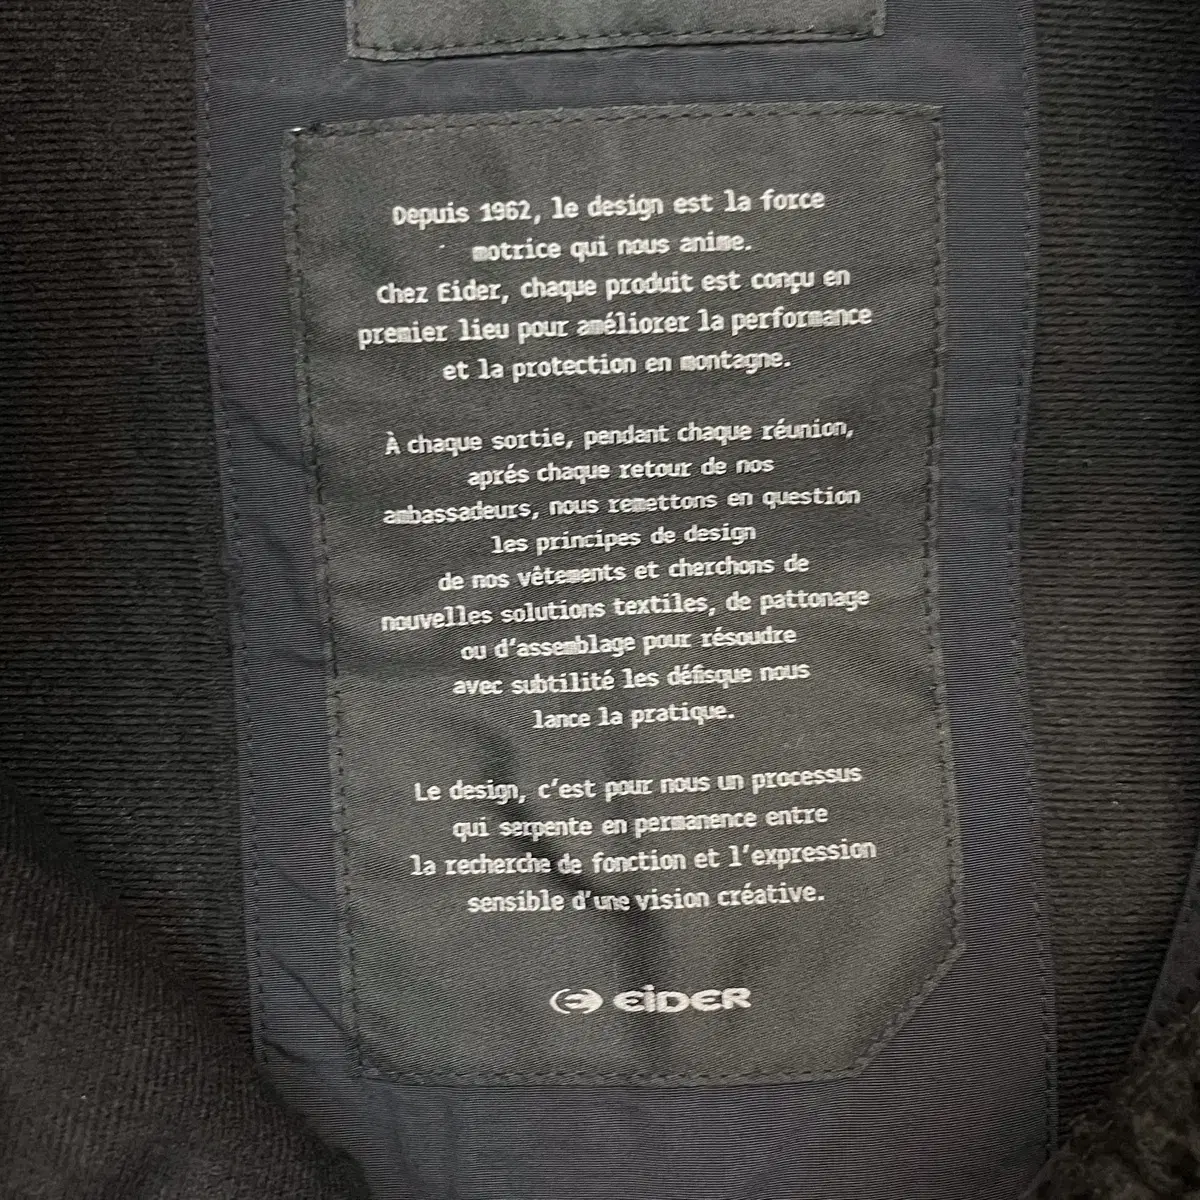 Depuis 1962, le design est la force
motrice qui nous anime.
Chez Eider, chaque produit est conçu en
premier lieu pour améliorer la performance
et la protection en montagne.
À chaque sortie, pendant chaque réunion,
aprés chaque retour de nos
ambassadeurs, nous remettons en question
les principes de design
de nos vêtements et cherchons de
nouvelles solutions textiles, de pattonage
ou d'assemblage pour résoudre
avec subtilité les défisque nous
lance la pratique.
Le design, c'est pour nous un processus
qui serpente en permanence entre
la recherche de fonction et l'expression
sensible d'une vision créative.
EiDER